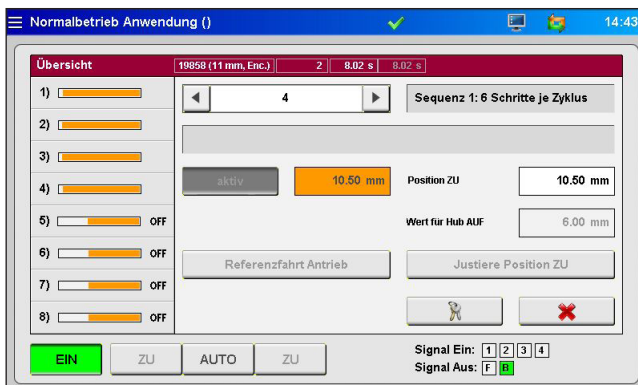 Normalbetrieb Anwendung () 14:43
Übersicht 19858 (11 mm, Enc.) 2 8.02 s 8.02 s
1) 4 Sequenz 1: 6 Schritte je Zyklus
2)
3)
4) aktiv 10.50 mm Position ZU 10.50 mm
5) OFF Wert für Hub AUF 6.00 mm
6) OFF Referenzfahrt Antrieb Justiere Position ZU
7) OFF
8) OFF
EIN ZU AUTO ZU Signal Ein: 1 2 3 4
Signal Aus: F B